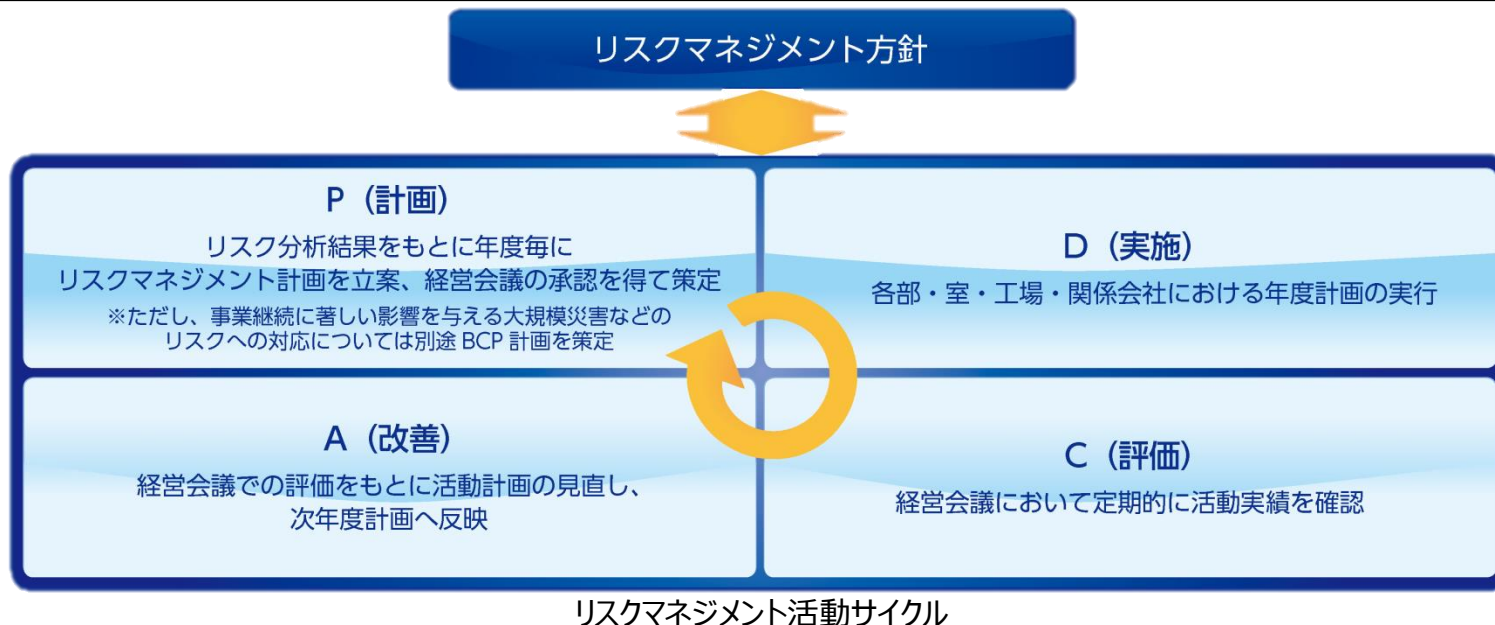 リスクマネジメント方針
P（計画）
リスク分析結果をもとに年度毎に
リスクマネジメント計画を立案、経営会議の承認を得て策定
※ただし、事業継続に著しい影響を与える大規模災害などの
リスクへの対応については別途 BCP 計画を策定
D（実施）
各部・室・工場・関係会社における年度計画の実行
A（改善）
経営会議での評価をもとに活動計画の見直し、
次年度計画へ反映
C（評価）
経営会議において定期的に活動実績を確認
リスクマネジメント活動サイクル